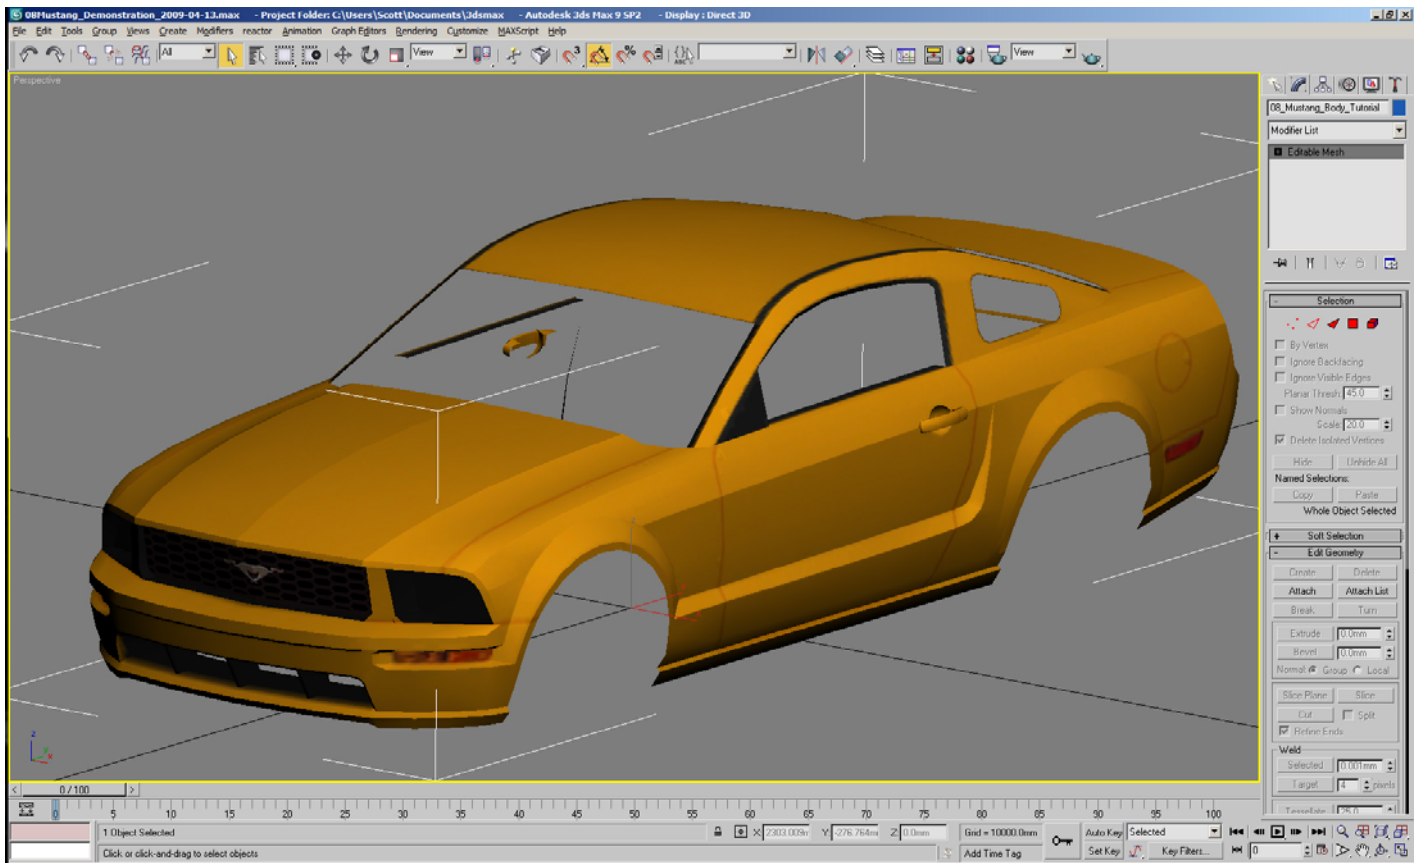 08Mustang_Demonstration_2009-04-13.max - Project Folder: C:\Users\Scott\Documents\3dsmax - Autodesk 3ds Max 9 SP2 - Display : Direct 3D
File Edit Tools Group Views Create Modifiers reactor Animation Graph Editors Rendering Customize MAXScript Help
All View View
Perspective
08_Mustang_Body_Tutorial
Modifier List
Editable Mesh
- Selection
By Vertex
Ignore Backfacing
Ignore Visible Edges
Planar Thresh: 45.0
Show Normals
Scale: 20.0
Delete Isolated Vertices
Hide Unhide All
Named Selections:
Copy Paste
Whole Object Selected
+ Soft Selection
- Edit Geometry
Create Delete
Attach Attach List
Break Turn
Extrude 0.0mm
Bevel 0.0mm
Normal: Group Local
Slice Plane Slice
Cut Split
Refine Ends
Weld
Selected 0.001mm
Target 4 pixels
Tessellate 25.0
z
y
x
< 0 / 100 >
0 5 10 15 20 25 30 35 40 45 50 55 60 65 70 75 80 85 90 95 100
1 Object Selected X 2303.009m Y -276.764m Z 0.0mm Grid = 10000.0mm Auto Key Selected
Click or click-and-drag to select objects Add Time Tag Set Key Key Filters... 0